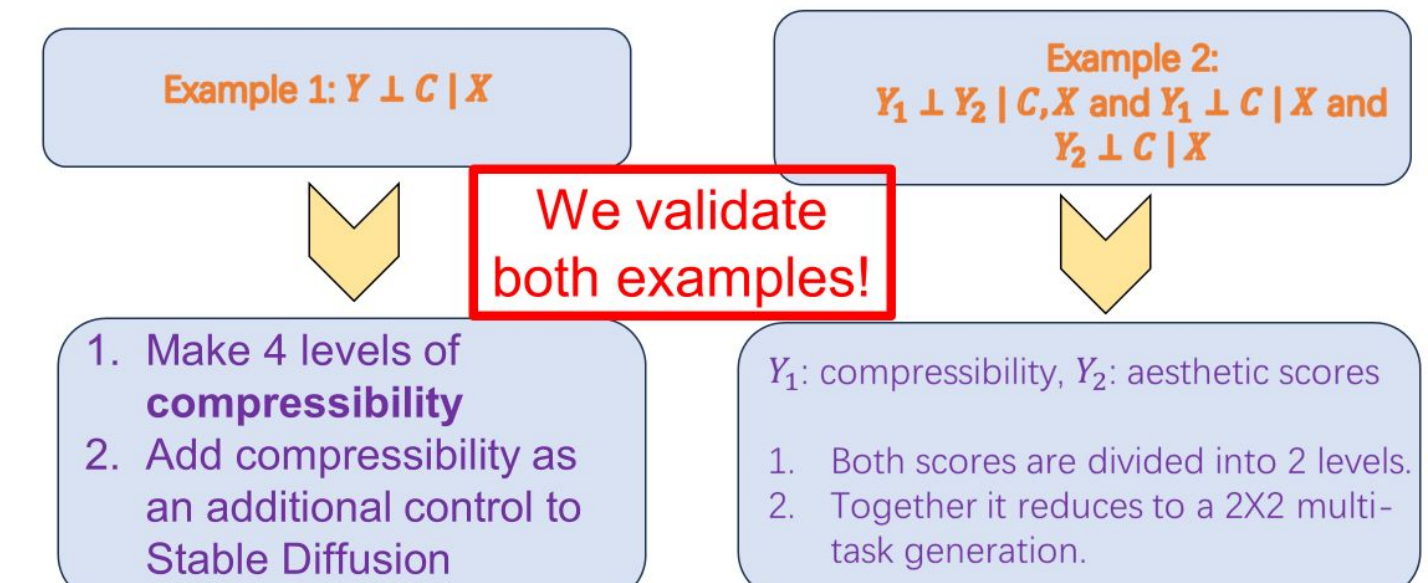 Example 1: Y ⊥ C | X
Example 2:
Y₁ ⊥ Y₂ | C, X and Y₁ ⊥ C | X and
Y₂ ⊥ C | X
We validate
both examples!
1. Make 4 levels of
compressibility
2. Add compressibility as
an additional control to
Stable Diffusion
Y₁: compressibility, Y₂: aesthetic scores
1. Both scores are divided into 2 levels.
2. Together it reduces to a 2X2 multi-
task generation.